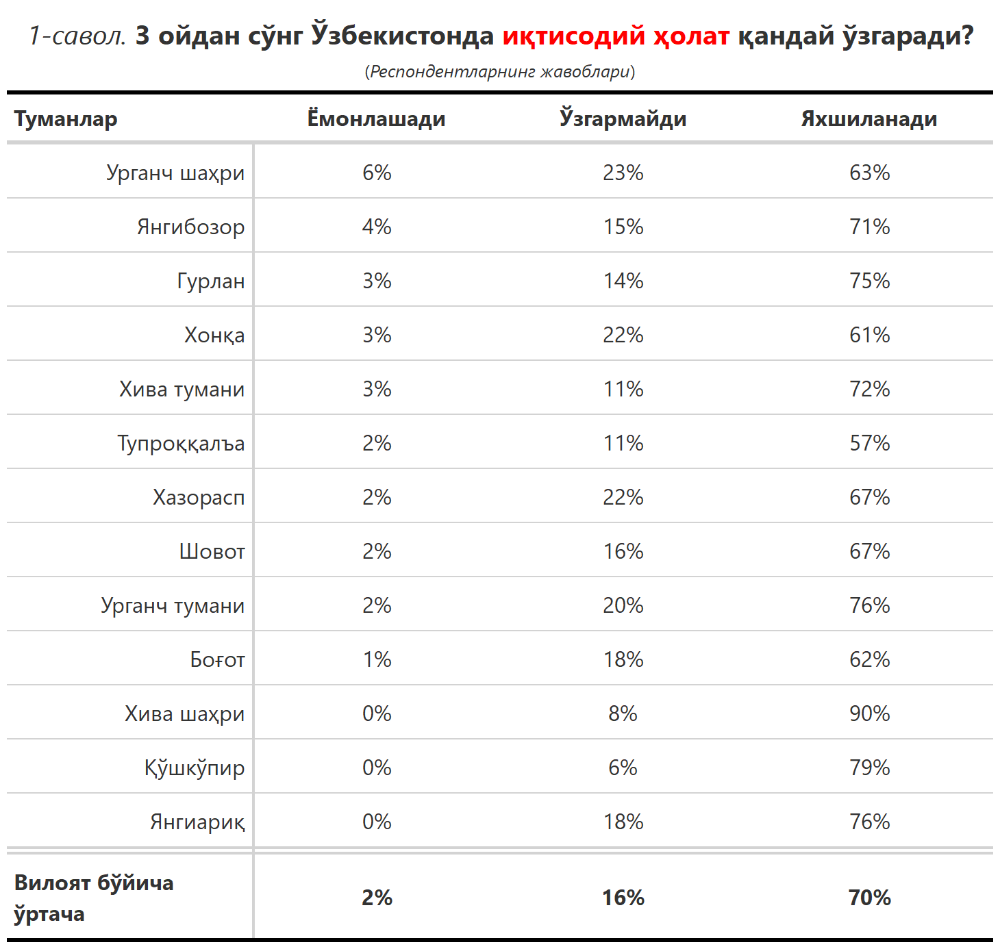 1-савол. 3 ойдан сўнг Ўзбекистонда иқтисодий ҳолат қандай ўзгаради?
(Респондентларнинг жавоблари)
Туманлар Ёмонлашади Ўзгармайди Яхшиланади
Урганч шаҳри 6% 23% 63%
Янгибозор 4% 15% 71%
Гурлан 3% 14% 75%
Хонқа 3% 22% 61%
Хива тумани 3% 11% 72%
Тупроққалъа 2% 11% 57%
Хазорасп 2% 22% 67%
Шовот 2% 16% 67%
Урганч тумани 2% 20% 76%
Боғот 1% 18% 62%
Хива шаҳри 0% 8% 90%
Қўшкўпир 0% 6% 79%
Янгиариқ 0% 18% 76%
Вилоят бўйича
ўртача 2% 16% 70%